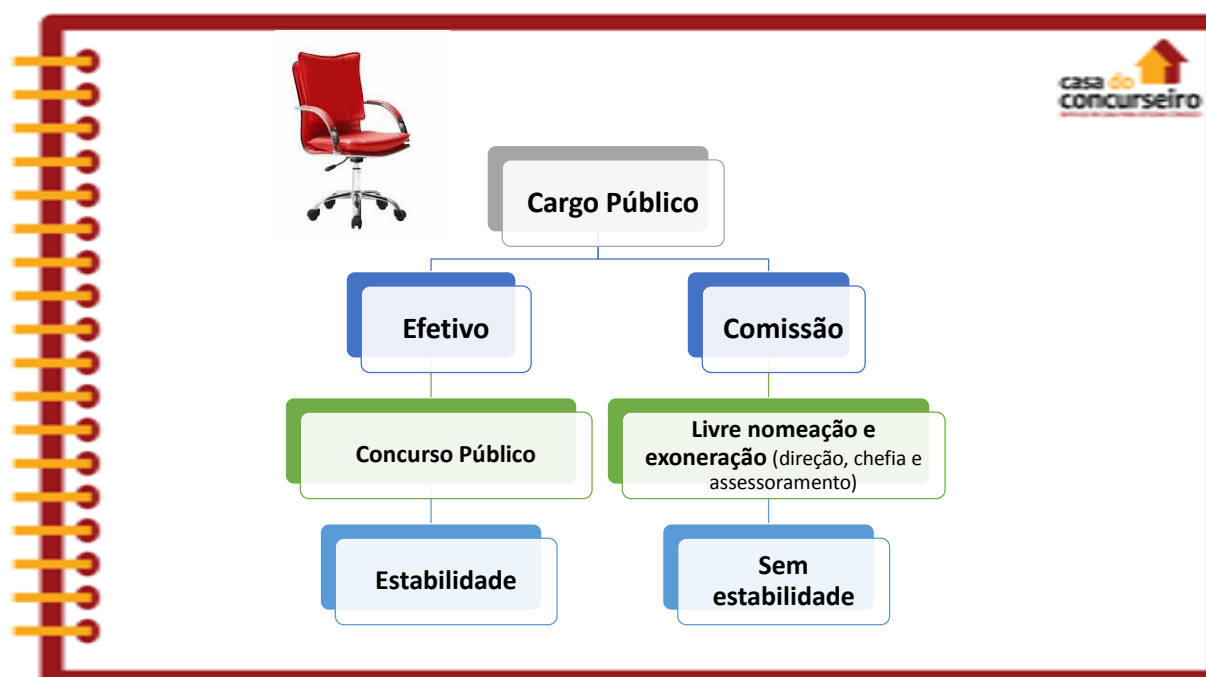 casa do
concurseiro
Cargo Público
Efetivo
Comissão
Concurso Público
Livre nomeação e
exoneração (direção, chefia e
assessoramento)
Estabilidade
Sem
estabilidade